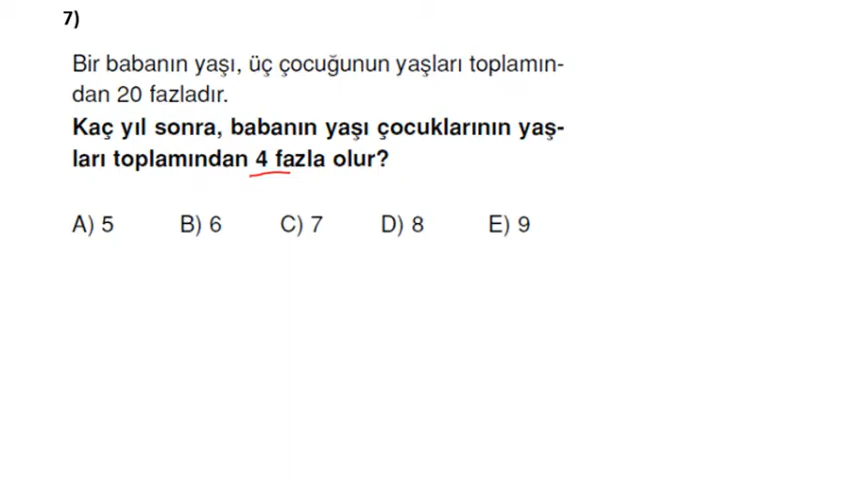 7)
Bir babanın yaşı, üç çocuğunun yaşları toplamın-
dan 20 fazladır.
Kaç yıl sonra, babanın yaşı çocuklarının yaş-
ları toplamından 4 fazla olur?
A) 5 B) 6 C) 7 D) 8 E) 9